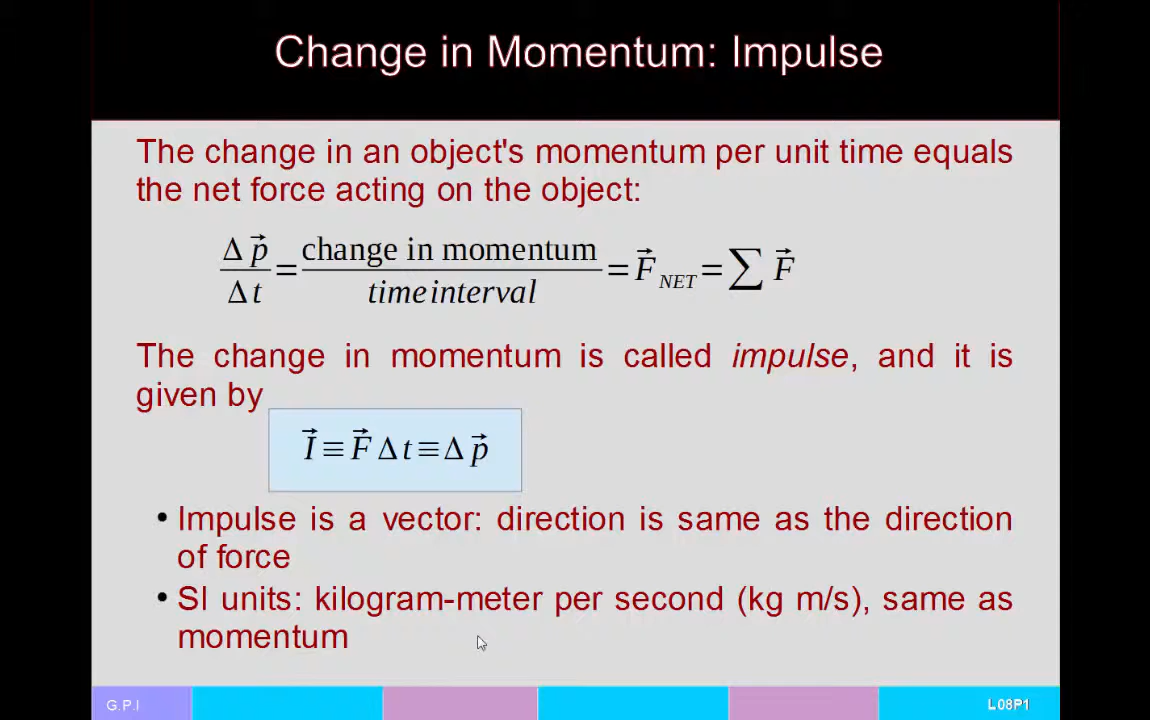 Change in Momentum: Impulse
The change in an object's momentum per unit time equals
the net force acting on the object:
Δp⃗/Δt = change in momentum/time interval = F⃗_NET = ∑ F⃗
The change in momentum is called impulse, and it is
given by
I⃗ ≡ F⃗ Δt ≡ Δp⃗
• Impulse is a vector: direction is same as the direction
of force
• SI units: kilogram-meter per second (kg m/s), same as
momentum
G.P.I
L08P1